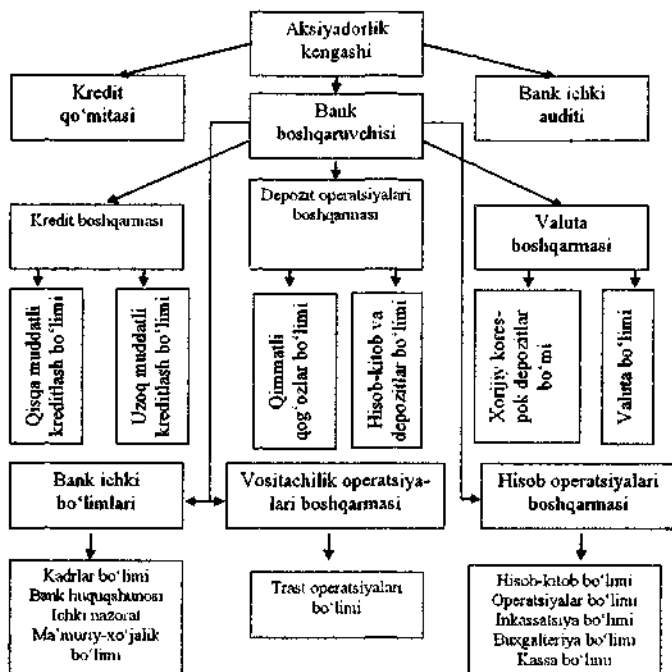 Aksiyadorlik
kengashi
Kredit
qo‘mitasi
Bank
boshqaruvchisi
Bank ichki
auditi
Kredit boshqarmasi
Depozit operatsiyalari
boshqarmasi
Valuta
boshqarmasi
Qisqa muddatli
kreditlash bo‘limi
Uzoq muddatli
kreditlash bo‘limi
Qimmatli
qog‘ozlar bo‘limi
Hisob-kitob va
depozitlar bo‘limi
Xorijiy kores-
pok depozitlar
bo‘mi
Valuta bo‘limi
Bank ichki
bo‘limlari
Vositachilik operatsiya-
lari boshqarmasi
Hisob operatsiyalari
boshqarmasi
Kadrlar bo‘limi
Bank huquqshunosi
Ichki nazorat
Ma’muriy-xo‘jalik
bo‘limi
Trast operatsiyalari
bo‘limi
Hisob-kitob bo‘limi
Operatsiyalar bo‘limi
Inkassatsiya bo‘limi
Buxgalteriya bo‘limi
Kassa bo‘limi